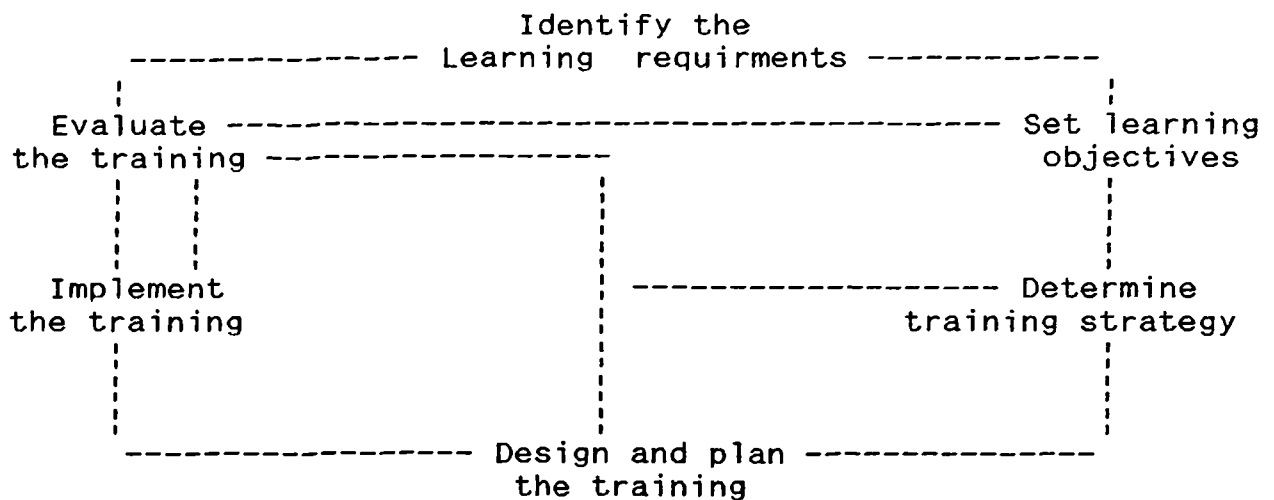 Identify the
Learning requirments
Evaluate
the training
Set learning
objectives
Implement
the training
Determine
training strategy
Design and plan
the training